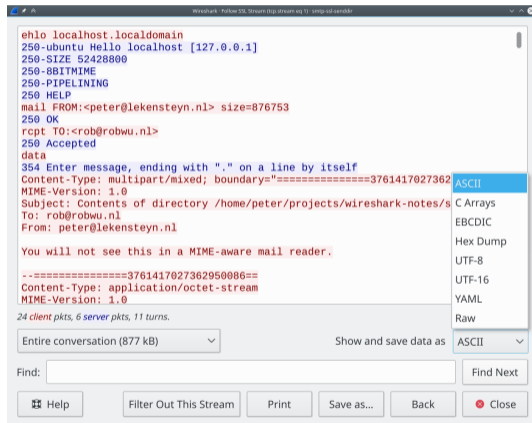 Wireshark · Follow SSL Stream (tcp.stream eq 1) · smtp-ssl-senddir
ehlo localhost.localdomain
250-ubuntu Hello localhost [127.0.0.1]
250-SIZE 52428800
250-8BITMIME
250-PIPELINING
250 HELP
mail FROM:<peter@lekensteyn.nl> size=876753
250 OK
rcpt TO:<rob@robwu.nl>
250 Accepted
data
354 Enter message, ending with "." on a line by itself
Content-Type: multipart/mixed; boundary="===============3761417027362
MIME-Version: 1.0
Subject: Contents of directory /home/peter/projects/wireshark-notes/s
To: rob@robwu.nl
From: peter@lekensteyn.nl
You will not see this in a MIME-aware mail reader.
--===============3761417027362950086==
Content-Type: application/octet-stream
MIME-Version: 1.0
ASCII
C Arrays
EBCDIC
Hex Dump
UTF-8
UTF-16
YAML
Raw
24 client pkts, 6 server pkts, 11 turns.
Entire conversation (877 kB)
Show and save data as
ASCII
Find:
Find Next
Help
Filter Out This Stream
Print
Save as...
Back
Close